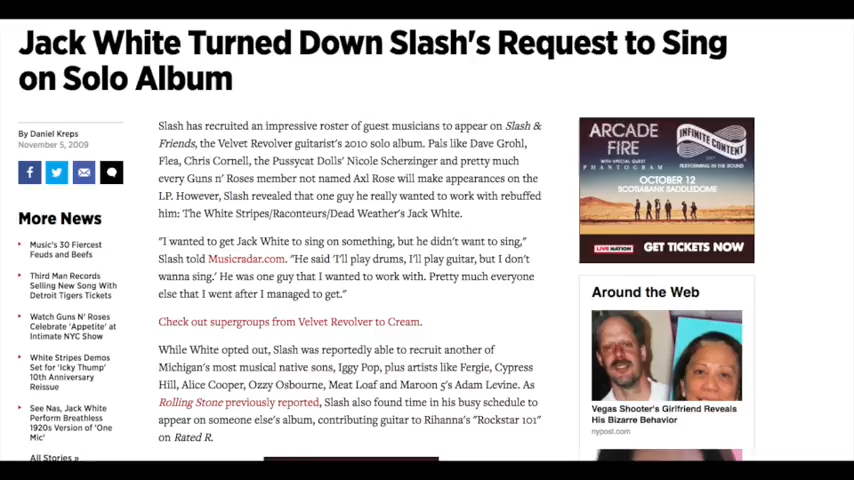 Jack White Turned Down Slash's Request to Sing
on Solo Album
By Daniel Kreps
November 5, 2009
More News
Music's 30 Fiercest
Feuds and Beefs
Third Man Records
Selling New Song With
Detroit Tigers Tickets
Watch Guns N' Roses
Celebrate 'Appetite' at
Intimate NYC Show
White Stripes Demos
Set for 'Icky Thump'
10th Anniversary
Reissue
See Nas, Jack White
Perform Breathless
1920s Version of 'One
Mic'
All Stories »
Slash has recruited an impressive roster of guest musicians to appear on Slash &
Friends, the Velvet Revolver guitarist's 2010 solo album. Pals like Dave Grohl,
Flea, Chris Cornell, the Pussycat Dolls' Nicole Scherzinger and pretty much
every Guns n' Roses member not named Axl Rose will make appearances on the
LP. However, Slash revealed that one guy he really wanted to work with rebuffed
him: The White Stripes/Raconteurs/Dead Weather's Jack White.
"I wanted to get Jack White to sing on something, but he didn't want to sing,"
Slash told Musicradar.com. "He said 'I'll play drums, I'll play guitar, but I don't
wanna sing.' He was one guy that I wanted to work with. Pretty much everyone
else that I went after I managed to get."
Check out supergroups from Velvet Revolver to Cream.
While White opted out, Slash was reportedly able to recruit another of
Michigan's most musical native sons, Iggy Pop, plus artists like Fergie, Cypress
Hill, Alice Cooper, Ozzy Osbourne, Meat Loaf and Maroon 5's Adam Levine. As
Rolling Stone previously reported, Slash also found time in his busy schedule to
appear on someone else's album, contributing guitar to Rihanna's "Rockstar 101"
on Rated R.
ARCADE
FIRE
WITH SPECIAL GUEST
PHANTOGRAM
INFINITE CONTENT
2017
PERFORMING IN THE SOUND
OCTOBER 12
SCOTIABANK SADDLEDOME
LIVE NATION
GET TICKETS NOW
Around the Web
Vegas Shooter's Girlfriend Reveals
His Bizarre Behavior
nypost.com